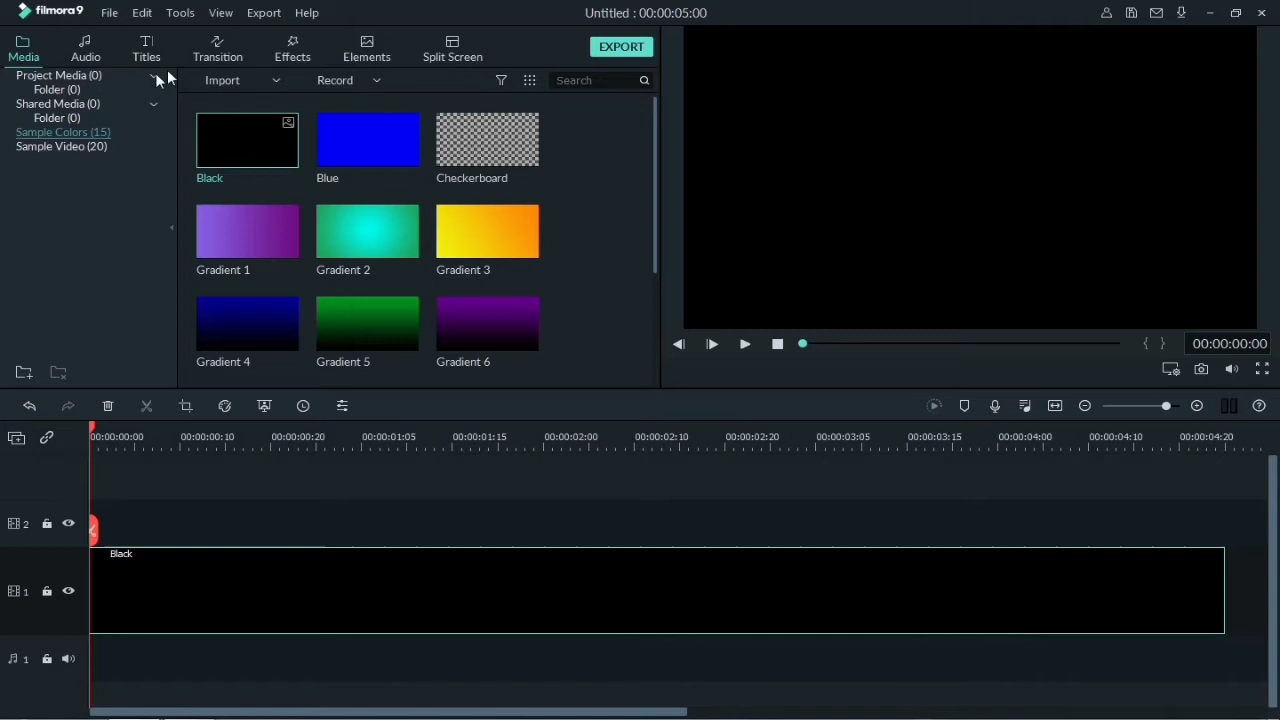 filmora9 File Edit Tools View Export Help Untitled : 00:00:05:00
Media Audio Titles Transition Effects Elements Split Screen EXPORT
Project Media (0)
Folder (0)
Shared Media (0)
Folder (0)
Sample Colors (15)
Sample Video (20)
Import Record Search
Black Blue Checkerboard
Gradient 1 Gradient 2 Gradient 3
Gradient 4 Gradient 5 Gradient 6
{ } 00:00:00:00
00:00:00:00 00:00:00:10 00:00:00:20 00:00:01:05 00:00:01:15 00:00:02:00 00:00:02:10 00:00:02:20 00:00:03:05 00:00:03:15 00:00:04:00 00:00:04:10 00:00:04:20
2
Black
1
1